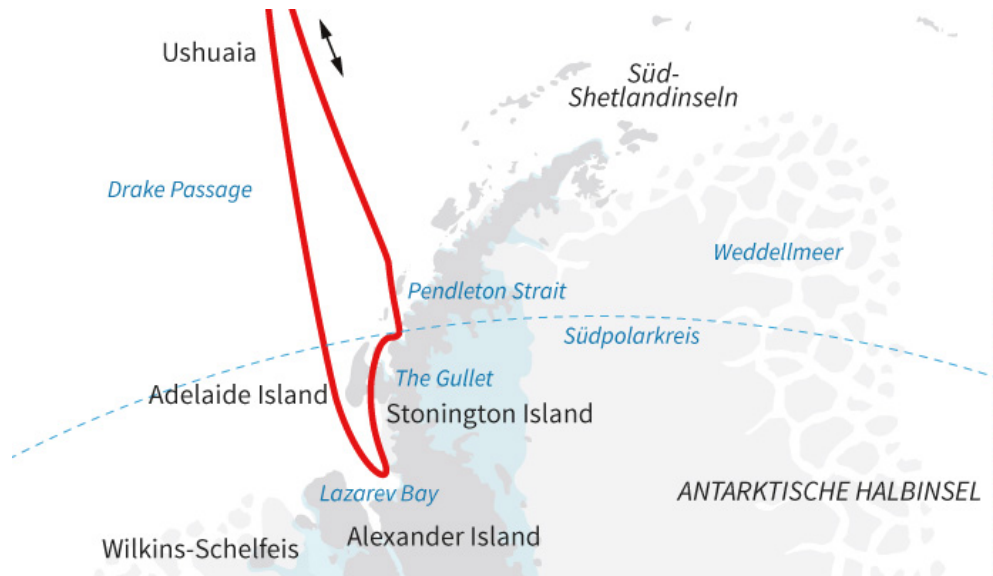 Ushuaia
Süd-
Shetlandinseln
Drake Passage
Weddellmeer
Pendleton Strait
Südpolarkreis
The Gullet
Adelaide Island
Stonington Island
Lazarev Bay
ANTARKTISCHE HALBINSEL
Alexander Island
Wilkins-Schelfeis